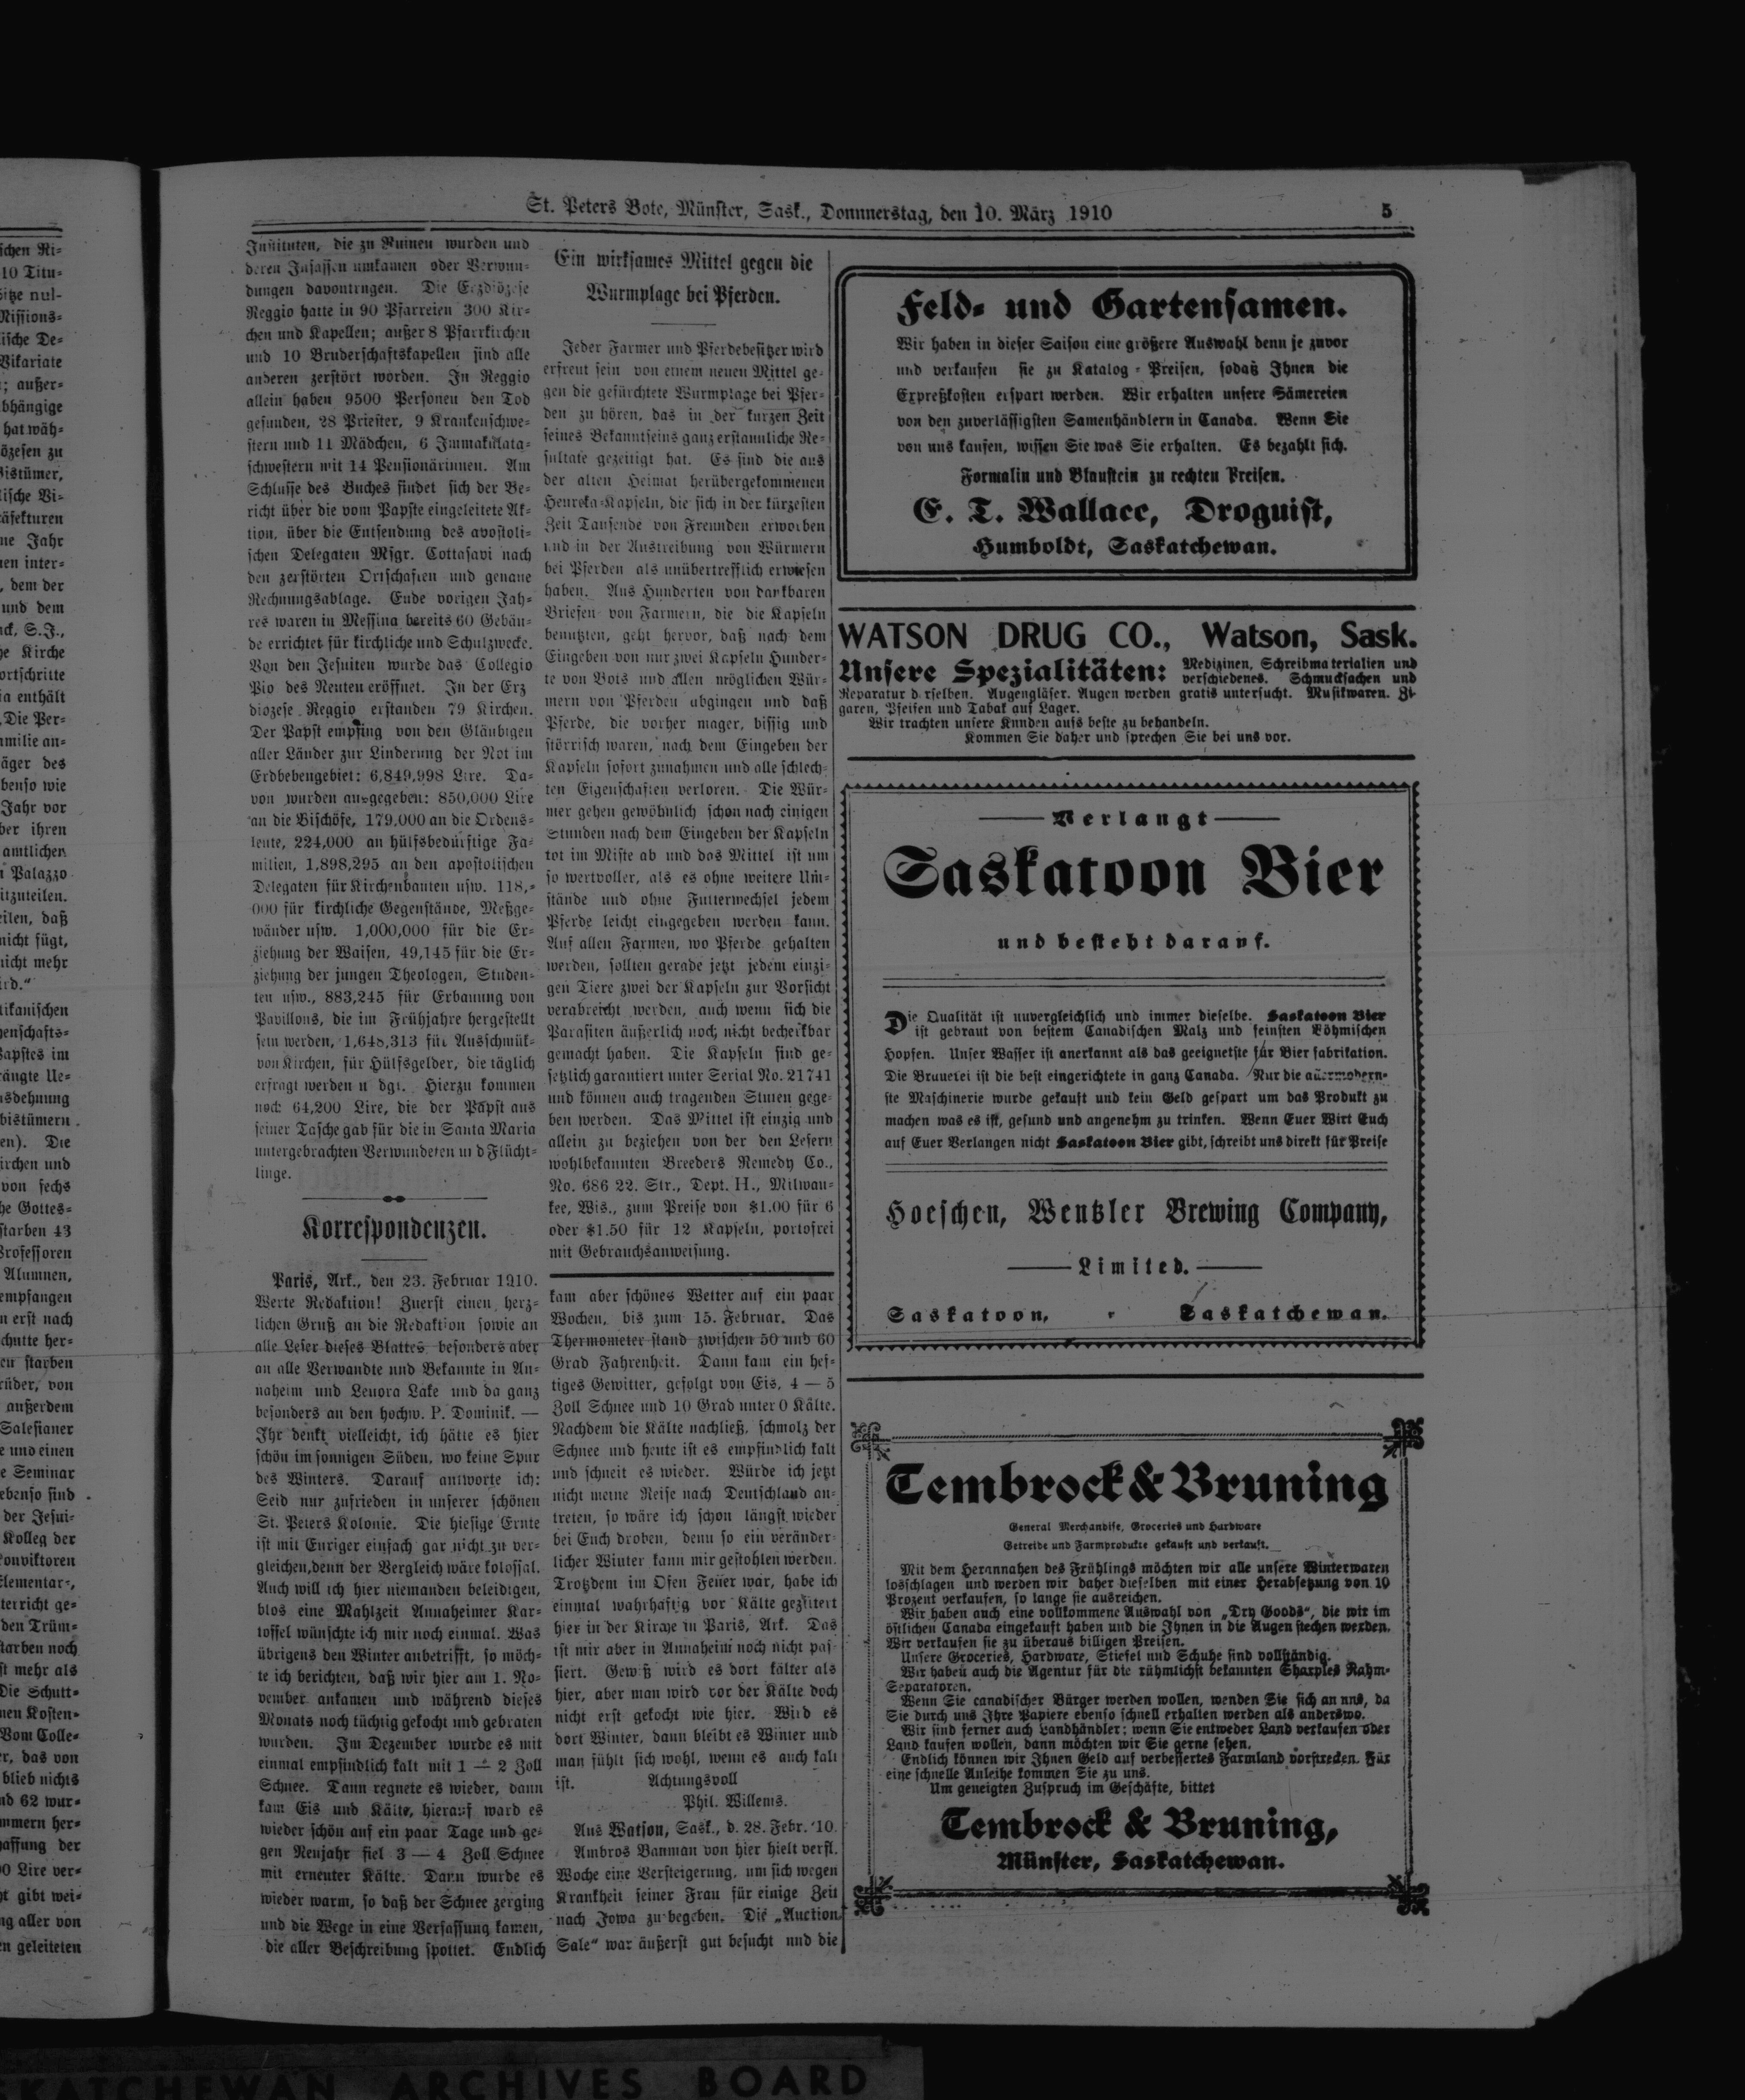 St. Peters Bote, Münster, Sask., Donnnerstag, den 10. März 1910
5
Instituten, die zu Ruinen wurden und
deren Insassen umkamen oder Verwun-
dungen davontrugen. Die Erzdiözese
Reggio hatte in 90 Pfarreien 300 Kir-
chen und Kapellen; außer 8 Pfarrkirchen
und 10 Bruderschaftskapellen sind alle
anderen zerstört worden. In Reggio
allein haben 9500 Personen den Tod
gefunden, 28 Priester, 9 Krankenschwe-
stern und 11 Mädchen, 6 Immakulata-
schwestern mit 14 Pensionärinnen. Am
Schlusse des Buches findet sich der Be-
richt über die vom Papste eingeleitete Ak-
tion, über die Entsendung des apostoli-
schen Delegaten Msgr. Cottafavi nach
den zerstörten Ortschaften und genaue
Rechnungsablage. Ende vorigen Jah-
res waren in Messina bereits 60 Gebäu-
de errichtet für kirchliche und Schulzwecke.
Von den Jesuiten wurde das Collegio
Pio des Neuten eröffnet. In der Erz
diözese Reggio erstanden 79 Kirchen.
Der Papst empfing von den Gläubigen
aller Länder zur Linderung der Not im
Erdbebengebiet: 6,849,998 Lire. Da-
von wurden ausgegeben: 850,000 Lire
an die Bischöfe, 179,000 an die Ordens-
leute, 224,000 an hülfsbedürftige Fa-
milien, 1,898,295 an den apostolischen
Delegaten für Kirchenbauten usw. 118,-
000 für kirchliche Gegenstände, Meßge-
wänder usw. 1,000,000 für die Er-
ziehung der Waisen, 49,145 für die Er-
ziehung der jungen Theologen, Studen-
ten usw., 883,245 für Erbauung von
Pavillons, die im Frühjahre hergestellt
sein werden, 1,648,313 für Ausschmük-
von Kirchen, für Hülfsgelder, die täglich
erfragt werden u dgl. Hierzu kommen
noch 64,200 Lire, die der Papst aus
seiner Tasche gab für die in Santa Maria
untergebrachten Verwundeten und Flücht-
linge.
Korrespondenzen.
Paris, Ark., den 23. Februar 1910.
Werte Redaktion! Zuerst einen herz-
lichen Gruß an die Redaktion sowie an
alle Leser dieses Blattes, besonders aber
an alle Verwandte und Bekannte in An-
naheim und Lenora Lake und da ganz
besonders an den hochw. P. Dominik. —
Ihr denkt vielleicht, ich hätte es hier
schön im sonnigen Süden, wo keine Spur
des Winters. Darauf antworte ich:
Seid nur zufrieden in unserer schönen
St. Peters Kolonie. Die hiesige Ernte
ist mit Euriger einfach gar nicht zu ver-
gleichen, denn der Vergleich wäre kolossal.
Auch will ich hier niemanden beleidigen,
blos eine Mahlzeit Annaheimer Kar-
toffel wünschte ich mir noch einmal. Was
übrigens den Winter anbetrifft, so möch-
te ich berichten, daß wir hier am 1. No-
vember ankamen und während dieses
Monats noch tüchtig gekocht und gebraten
wurden. Im Dezember wurde es mit
einmal empfindlich kalt mit 1 — 2 Zoll
Schnee. Dann regnete es wieder, dann
kam Eis und Kälte, hierauf ward es
wieder schön auf ein paar Tage und ge-
gen Neujahr fiel 3 — 4 Zoll Schnee
mit erneuter Kälte. Dann wurde es
wieder warm, so daß der Schnee zerging
und die Wege in eine Verfassung kamen,
die aller Beschreibung spottet. Endlich
Ein wirksames Mittel gegen die
Wurmplage bei Pferden.
Jeder Farmer und Pferdebesitzer wird
erfreut sein von einem neuen Mittel ge-
gen die gefürchtete Wurmplage bei Pfer-
den zu hören, das in der kurzen Zeit
seines Bekanntseins ganz erstaunliche Re-
sultate gezeitigt hat. Es sind die aus
der alten Heimat herübergekommenen
Heureka-Kapseln, die sich in der kürzesten
Zeit Tausende von Freunden erworben
und in der Austreibung von Würmern
bei Pferden als unübertrefflich erwiesen
haben. Aus Hunderten von dankbaren
Briefen von Farmern, die die Kapseln
benutzten, geht hervor, daß nach dem
Eingeben von nur zwei Kapseln Hunder-
te von Bots und allen möglichen Wür-
mern von Pferden abgingen und daß
Pferde, die vorher mager, bissig und
störrisch waren, nach dem Eingeben der
Kapseln sofort zunahmen und alle schlech-
ten Eigenschaften verloren. Die Wür-
mer gehen gewöhnlich schon nach einigen
Stunden nach dem Eingeben der Kapseln
tot im Miste ab und das Mittel ist um
so wertvoller, als es ohne weitere Um-
stände und ohne Futterwechsel jedem
Pferde leicht eingegeben werden kann.
Auf allen Farmen, wo Pferde gehalten
werden, sollten gerade jetzt jedem einzi-
gen Tiere zwei der Kapseln zur Vorsicht
verabreicht werden, auch wenn sich die
Parasiten äußerlich noch nicht bemerkbar
gemacht haben. Die Kapseln sind ge-
setzlich garantiert unter Serial No. 21741
und können auch tragenden Stuten gege-
ben werden. Das Mittel ist einzig und
allein zu beziehen von der den Lesern
wohlbekannten Breeders Remedy Co.,
No. 686 22. Str., Dept. H., Milwau-
kee, Wis., zum Preise von $1.00 für 6
oder $1.50 für 12 Kapseln, portofrei
mit Gebrauchsanweisung.
kam aber schönes Wetter auf ein paar
Wochen, bis zum 15. Februar. Das
Thermometer stand zwischen 50 und 60
Grad Fahrenheit. Dann kam ein hef-
tiges Gewitter, gefolgt von Eis, 4 — 5
Zoll Schnee und 10 Grad unter 0 Kälte.
Nachdem die Kälte nachließ, schmolz der
Schnee und heute ist es empfindlich kalt
und schneit es wieder. Würde ich jetzt
nicht meine Reise nach Deutschland an-
treten, so wäre ich schon längst wieder
bei Euch droben, denn so ein veränder-
licher Winter kann mir gestohlen werden.
Trotzdem im Ofen Feuer war, habe ich
einmal wahrhaftig vor Kälte gezittert
hier in der Kirche in Paris, Ark. Das
ist mir aber in Annaheim noch nicht pas-
siert. Gewiß wird es dort kälter als
hier, aber man wird vor der Kälte doch
nicht erst gekocht wie hier. Wird es
dort Winter, dann bleibt es Winter und
man fühlt sich wohl, wenn es auch kalt
ist. Achtungsvoll
Phil. Willems.
Aus Watson, Sask., d. 28. Febr. '10.
Ambros Banman von hier hielt verfl.
Woche eine Versteigerung, um sich wegen
Krankheit seiner Frau für einige Zeit
nach Iowa zu begeben. Die „Auction
Sale“ war äußerst gut besucht und die
Feld- und Gartensamen.
Wir haben in dieser Saison eine größere Auswahl denn je zuvor
und verkaufen sie zu Katalog-Preisen, sodaß Ihnen die
Expreßkosten erspart werden. Wir erhalten unsere Sämereien
von den zuverlässigsten Samenhändlern in Canada. Wenn Sie
von uns kaufen, wissen Sie was Sie erhalten. Es bezahlt sich.
Formalin und Blaustein zu rechten Preisen.
E. T. Wallace, Droguist,
Humboldt, Saskatchewan.
WATSON DRUG CO., Watson, Sask.
Unsere Spezialitäten: Medizinen, Schreibmaterialien und
verschiedenes. Schmucksachen und
Reparatur derselben. Augengläser. Augen werden gratis untersucht. Musikwaren. Zi-
garen, Pfeifen und Tabak auf Lager.
Wir trachten unsere Kunden aufs beste zu behandeln.
Kommen Sie daher und sprechen Sie bei uns vor.
Verlangt
Saskatoon Bier
und besteht darauf.
Die Qualität ist unvergleichlich und immer dieselbe. Saskatoon Bier
ist gebraut von bestem Canadischen Malz und feinsten Böhmischen
Hopfen. Unser Wasser ist anerkannt als das geeignetste für Bier fabrikation.
Die Brauerei ist die best eingerichtete in ganz Canada. Nur die allermodern-
ste Maschinerie wurde gekauft und kein Geld gespart um das Produkt zu
machen was es ist, gesund und angenehm zu trinken. Wenn Euer Wirt Euch
auf Euer Verlangen nicht Saskatoon Bier gibt, schreibt uns direkt für Preise
Hoeschen, Wentzler Brewing Company,
Limited.
Saskatoon, Saskatchewan.
Tembrock & Bruning
General Merchandise, Groceries und Hardware
Getreide und Farmprodukte gekauft und verkauft.
Mit dem Herannahen des Frühlings möchten wir alle unsere Winterwaren
losschlagen und werden wir daher dieselben mit einer Herabsetzung von 10
Prozent verkaufen, so lange sie ausreichen.
Wir haben auch eine vollkommene Auswahl von „Dry Goods“, die wir im
östlichen Canada eingekauft haben und die Ihnen in die Augen stechen werden.
Wir verkaufen sie zu überaus billigen Preisen.
Unsere Groceries, Hardware, Stiefel und Schuhe sind vollständig.
Wir haben auch die Agentur für die rühmlichst bekannten Sharples Rahm-
Separatoren.
Wenn Sie canadischer Bürger werden wollen, wenden Sie sich an uns, da
Sie durch uns Ihre Papiere ebenso schnell erhalten werden als anderswo.
Wir sind ferner auch Landhändler; wenn Sie entweder Land verkaufen oder
Land kaufen wollen, dann möchten wir Sie gerne sehen.
Endlich können wir Ihnen Geld auf verbessertes Farmland vorstrecken. Für
eine schnelle Anleihe kommen Sie zu uns.
Um geneigten Zuspruch im Geschäfte, bittet
Tembrock & Bruning,
Münster, Saskatchewan.
ARCHIVES BOARD